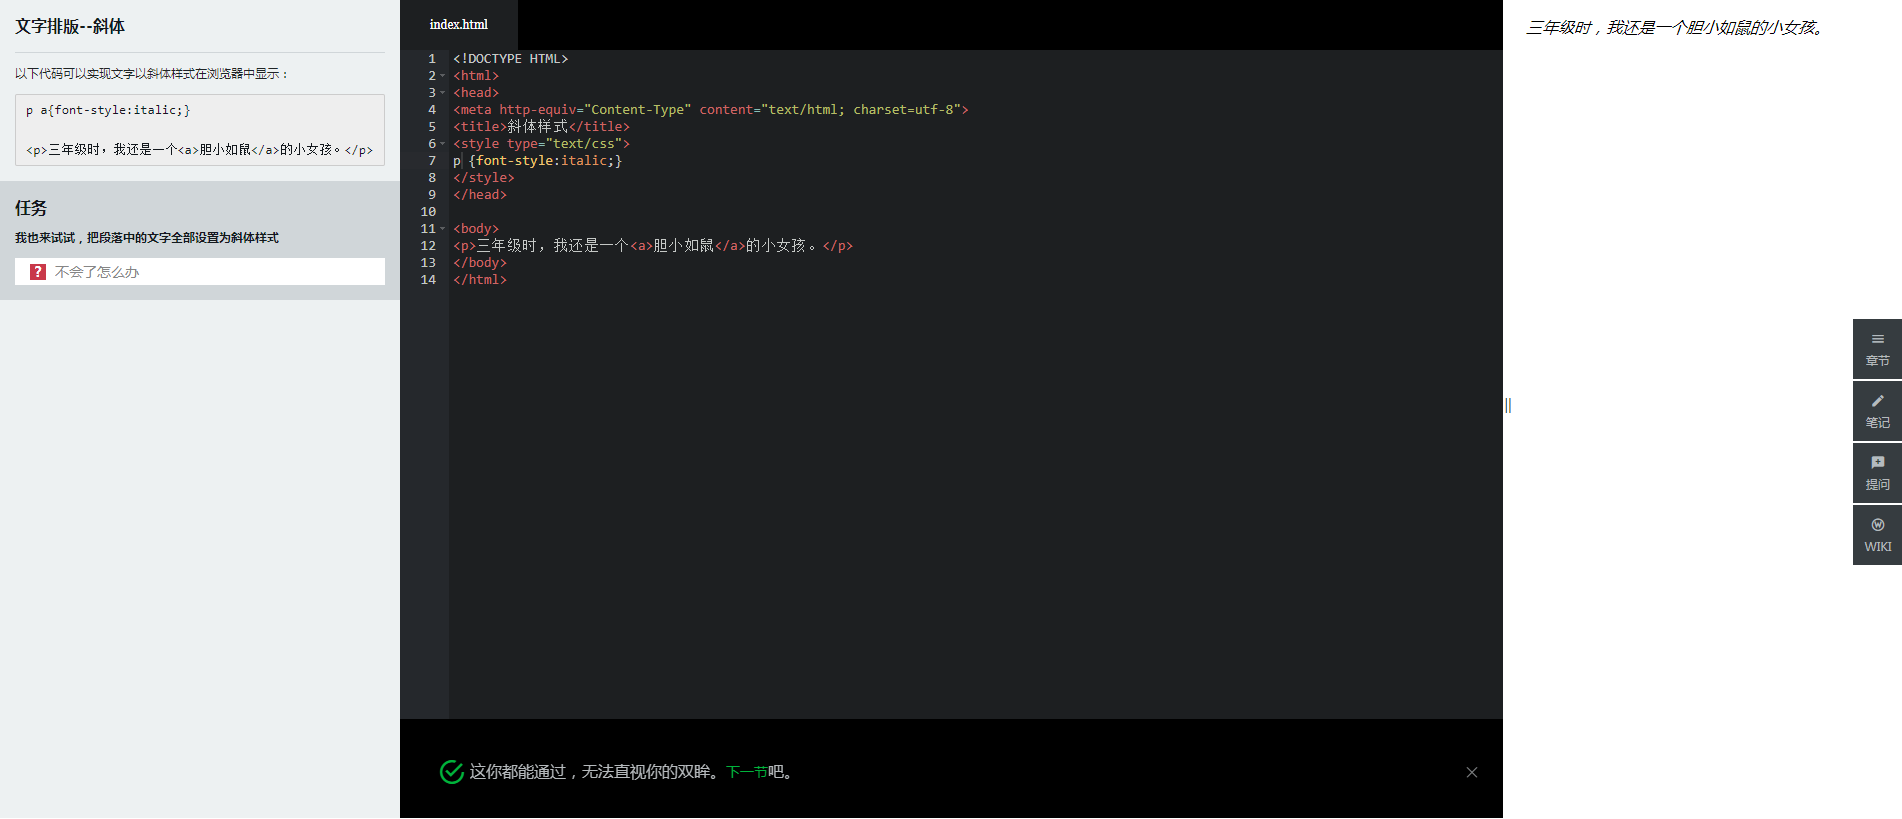 文字排版--斜体
以下代码可以实现文字以斜体样式在浏览器中显示：
p a{font-style:italic;}
<p>三年级时，我还是一个<a>胆小如鼠</a>的小女孩。</p>
任务
我也来试试，把段落中的文字全部设置为斜体样式
? 不会了怎么办
index.html
1 <!DOCTYPE HTML>
2 <html>
3 <head>
4 <meta http-equiv="Content-Type" content="text/html; charset=utf-8">
5 <title>斜体样式</title>
6 <style type="text/css">
7 p {font-style:italic;}
8 </style>
9 </head>
10
11 <body>
12 <p>三年级时，我还是一个<a>胆小如鼠</a>的小女孩。</p>
13 </body>
14 </html>
这你都能通过，无法直视你的双眸。下一节吧。
三年级时，我还是一个胆小如鼠的小女孩。
章节
笔记
提问
WIKI